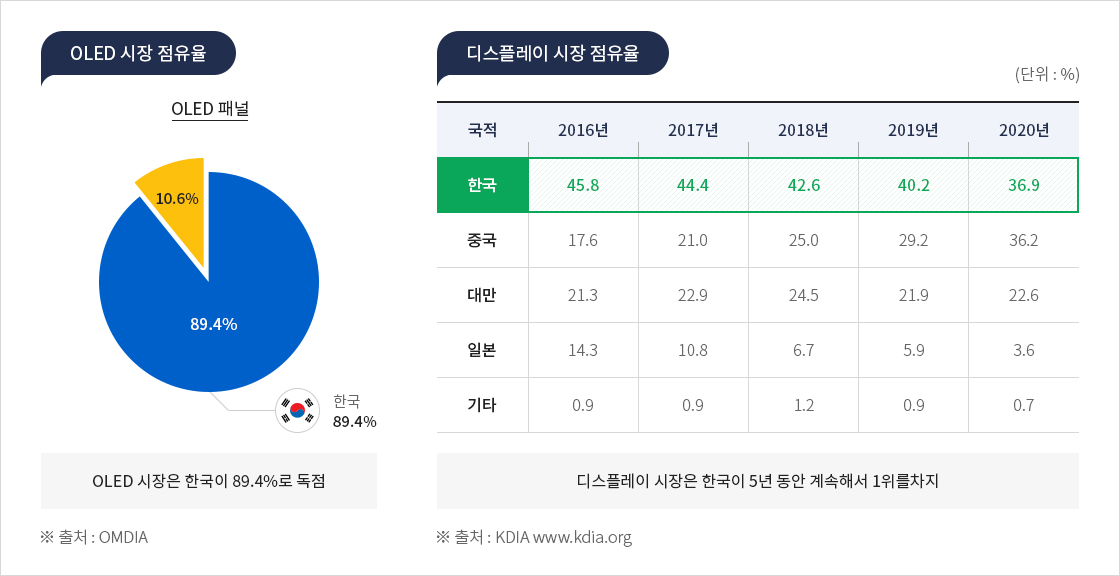 OLED 시장 점유율
OLED 패널
10.6%
89.4%
한국
89.4%
OLED 시장은 한국이 89.4%로 독점
※ 출처 : OMDIA
디스플레이 시장 점유율
(단위 : %)
국적 2016년 2017년 2018년 2019년 2020년
한국 45.8 44.4 42.6 40.2 36.9
중국 17.6 21.0 25.0 29.2 36.2
대만 21.3 22.9 24.5 21.9 22.6
일본 14.3 10.8 6.7 5.9 3.6
기타 0.9 0.9 1.2 0.9 0.7
디스플레이 시장은 한국이 5년 동안 계속해서 1위를차지
※ 출처 : KDIA www.kdia.org